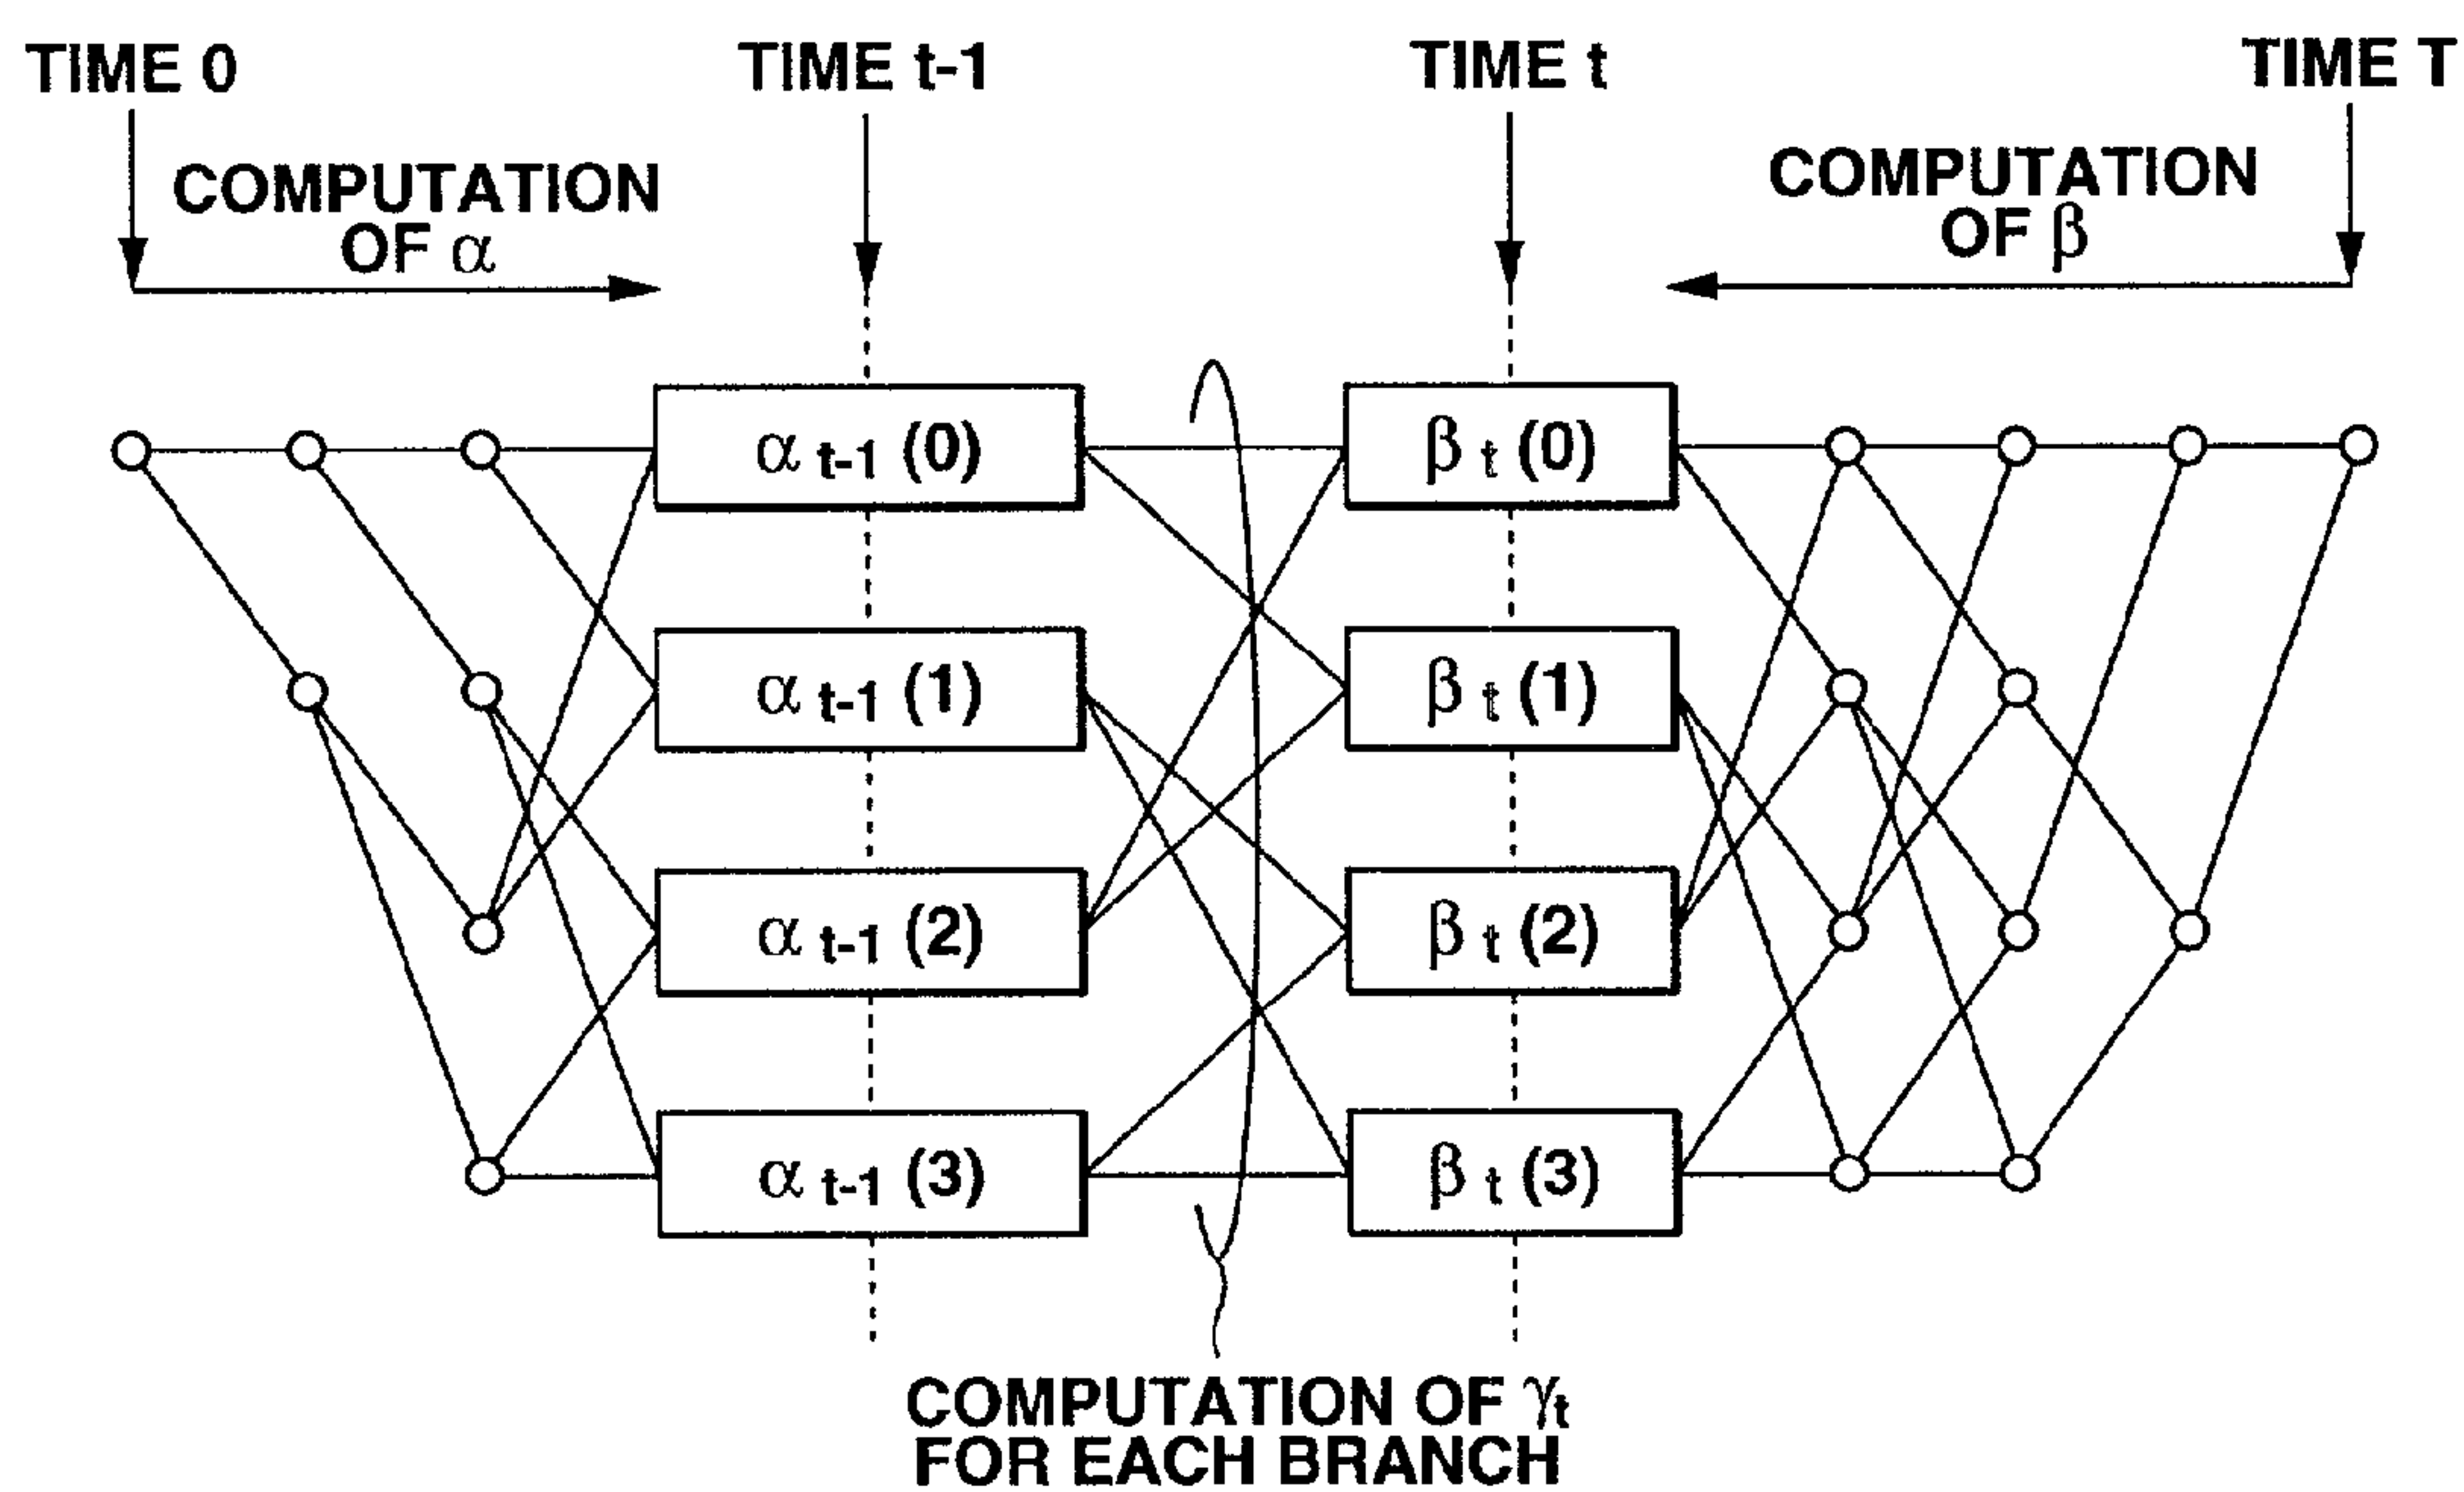 TIME 0
TIME t-1
TIME t
TIME T
COMPUTATION
OF α
COMPUTATION
OF β
α t-1 (0)
β t (0)
α t-1 (1)
β t (1)
α t-1 (2)
β t (2)
α t-1 (3)
β t (3)
COMPUTATION OF γt
FOR EACH BRANCH